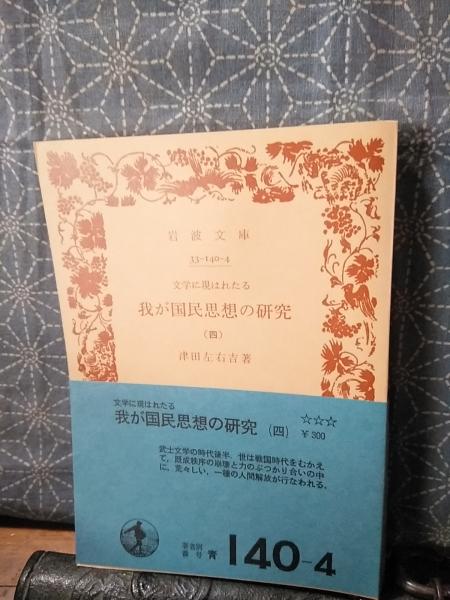 岩波文庫
33-140-4
文学に現はれたる
我が国民思想の研究
(四)
津田左右吉著
文学に現はれたる
我が国民思想の研究(四)
☆☆☆
¥300
武士文学の時代後半。世は戦国時代をむかえ
て，既成秩序の崩壊と力のぶつかり合いの中
に，荒々しい，一種の人間解放が行なわれる。
著者別
番号 青 140-4